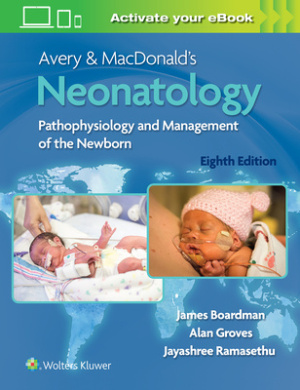 Activate your eBook
Avery & MacDonald's
Neonatology
Pathophysiology and Management
of the Newborn
Eighth Edition
James Boardman
Alan Groves
Jayashree Ramasethu
Wolters Kluwer